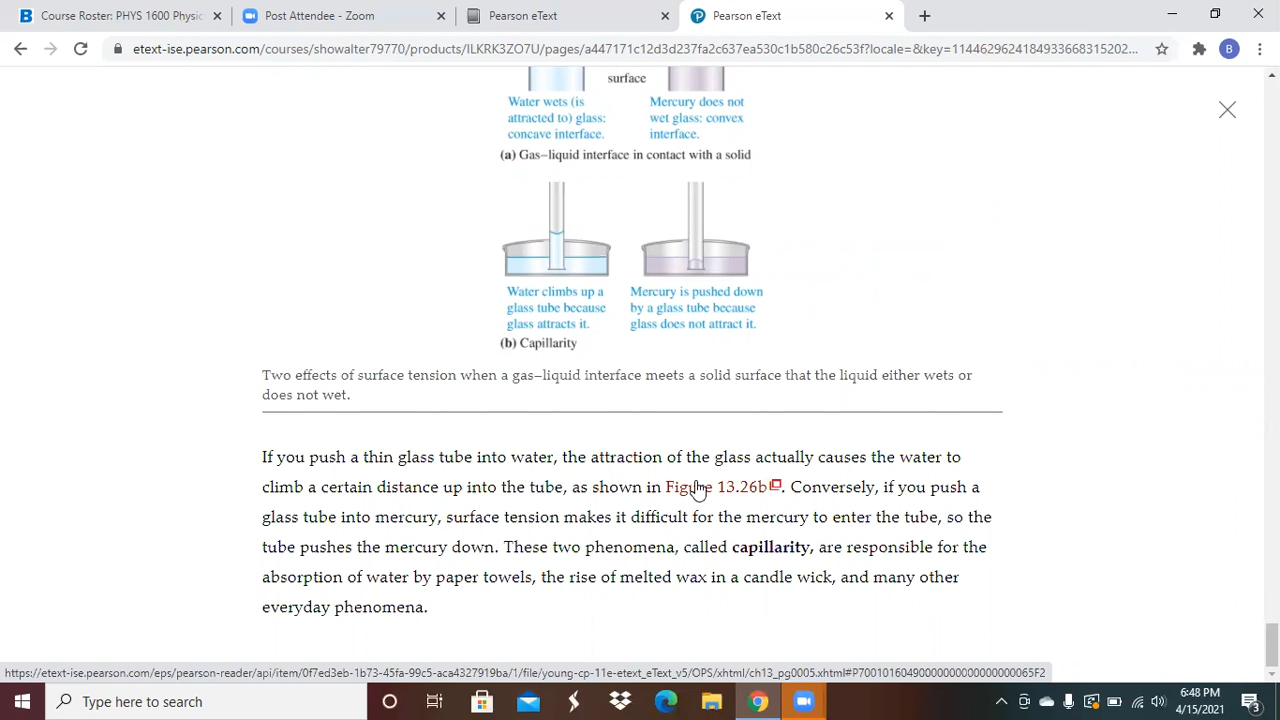 Course Roster: PHYS 1600 Physic
Post Attendee - Zoom
Pearson eText
Pearson eText
etext-ise.pearson.com/courses/showalter79770/products/ILKRK3ZO7U/pages/a447171c12d3d237fa2c637ea530c1b580c26c53f?locale=&key=11446296241849336683152​02...
B
surface
Water wets (is
attracted to) glass:
concave interface.
Mercury does not
wet glass: convex
interface.
(a) Gas–liquid interface in contact with a solid
Water climbs up a
glass tube because
glass attracts it.
Mercury is pushed down
by a glass tube because
glass does not attract it.
(b) Capillarity
Two effects of surface tension when a gas–liquid interface meets a solid surface that the liquid either wets or
does not wet.
If you push a thin glass tube into water, the attraction of the glass actually causes the water to
climb a certain distance up into the tube, as shown in Figure 13.26b. Conversely, if you push a
glass tube into mercury, surface tension makes it difficult for the mercury to enter the tube, so the
tube pushes the mercury down. These two phenomena, called capillarity, are responsible for the
absorption of water by paper towels, the rise of melted wax in a candle wick, and many other
everyday phenomena.
https://etext-ise.pearson.com/eps/pearson-reader/api/item/0f7ed3eb-1b73-45fa-99c5-aca4327919ba/1/file/young-cp-11e-etext_eText_v5/OPS/xhtml/ch13_pg0005.xhtml#P70010160490000000000000000065F2
Type here to search
6:48 PM
4/15/2021
3